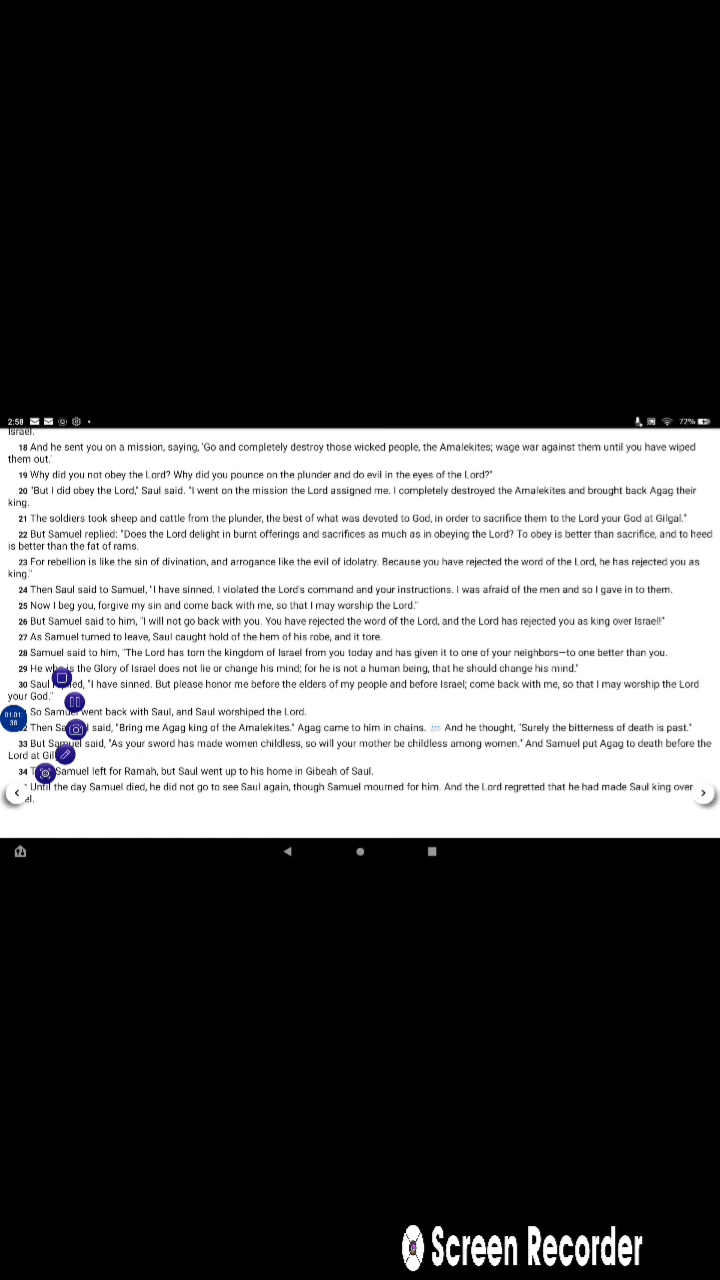 2:58
72%
Israel.
18 And he sent you on a mission, saying, 'Go and completely destroy those wicked people, the Amalekites; wage war against them until you have wiped
them out.'
19 Why did you not obey the Lord? Why did you pounce on the plunder and do evil in the eyes of the Lord?"
20 "But I did obey the Lord," Saul said. "I went on the mission the Lord assigned me. I completely destroyed the Amalekites and brought back Agag their
king.
21 The soldiers took sheep and cattle from the plunder, the best of what was devoted to God, in order to sacrifice them to the Lord your God at Gilgal."
22 But Samuel replied: "Does the Lord delight in burnt offerings and sacrifices as much as in obeying the Lord? To obey is better than sacrifice, and to heed
is better than the fat of rams.
23 For rebellion is like the sin of divination, and arrogance like the evil of idolatry. Because you have rejected the word of the Lord, he has rejected you as
king."
24 Then Saul said to Samuel, "I have sinned. I violated the Lord's command and your instructions. I was afraid of the men and so I gave in to them.
25 Now I beg you, forgive my sin and come back with me, so that I may worship the Lord."
26 But Samuel said to him, "I will not go back with you. You have rejected the word of the Lord, and the Lord has rejected you as king over Israel!"
27 As Samuel turned to leave, Saul caught hold of the hem of his robe, and it tore.
28 Samuel said to him, "The Lord has torn the kingdom of Israel from you today and has given it to one of your neighbors—to one better than you.
29 He who is the Glory of Israel does not lie or change his mind; for he is not a human being, that he should change his mind."
30 Saul "I have sinned. But please honor me before the elders of my people and before Israel; come back with me, so that I may worship the Lord
your God."
So Samuel went back with Saul, and Saul worshiped the Lord.
Then said, "Bring me Agag king of the Amalekites." Agag came to him in chains. And he thought, "Surely the bitterness of death is past."
33 But Samuel said, "As your sword has made women childless, so will your mother be childless among women." And Samuel put Agag to death before the
Lord at
34 Samuel left for Ramah, but Saul went up to his home in Gibeah of Saul.
Until the day Samuel died, he did not go to see Saul again, though Samuel mourned for him. And the Lord regretted that he had made Saul king over
01:01
38
Screen Recorder